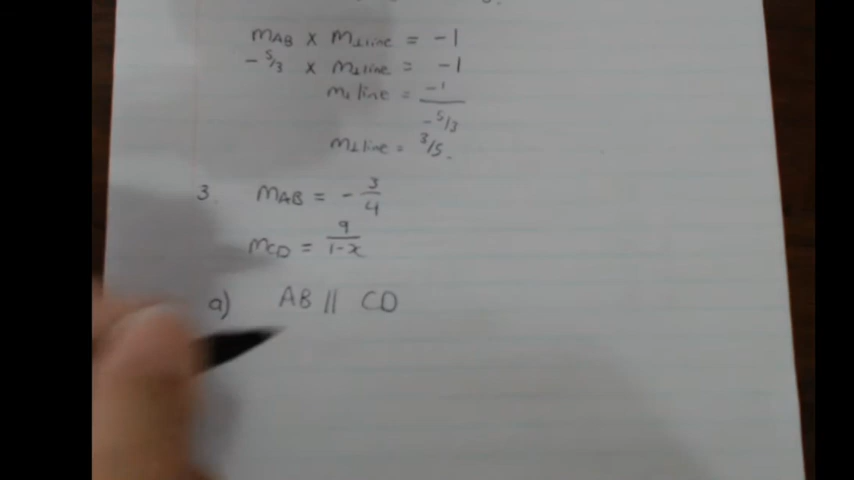 mAB x m⊥line = -1
-5/3 x m⊥line = -1
m⊥line = -1/-5/3
m⊥line = 3/5.
3. mAB = -3/4
mCD = 9/1-x
a) AB || CD